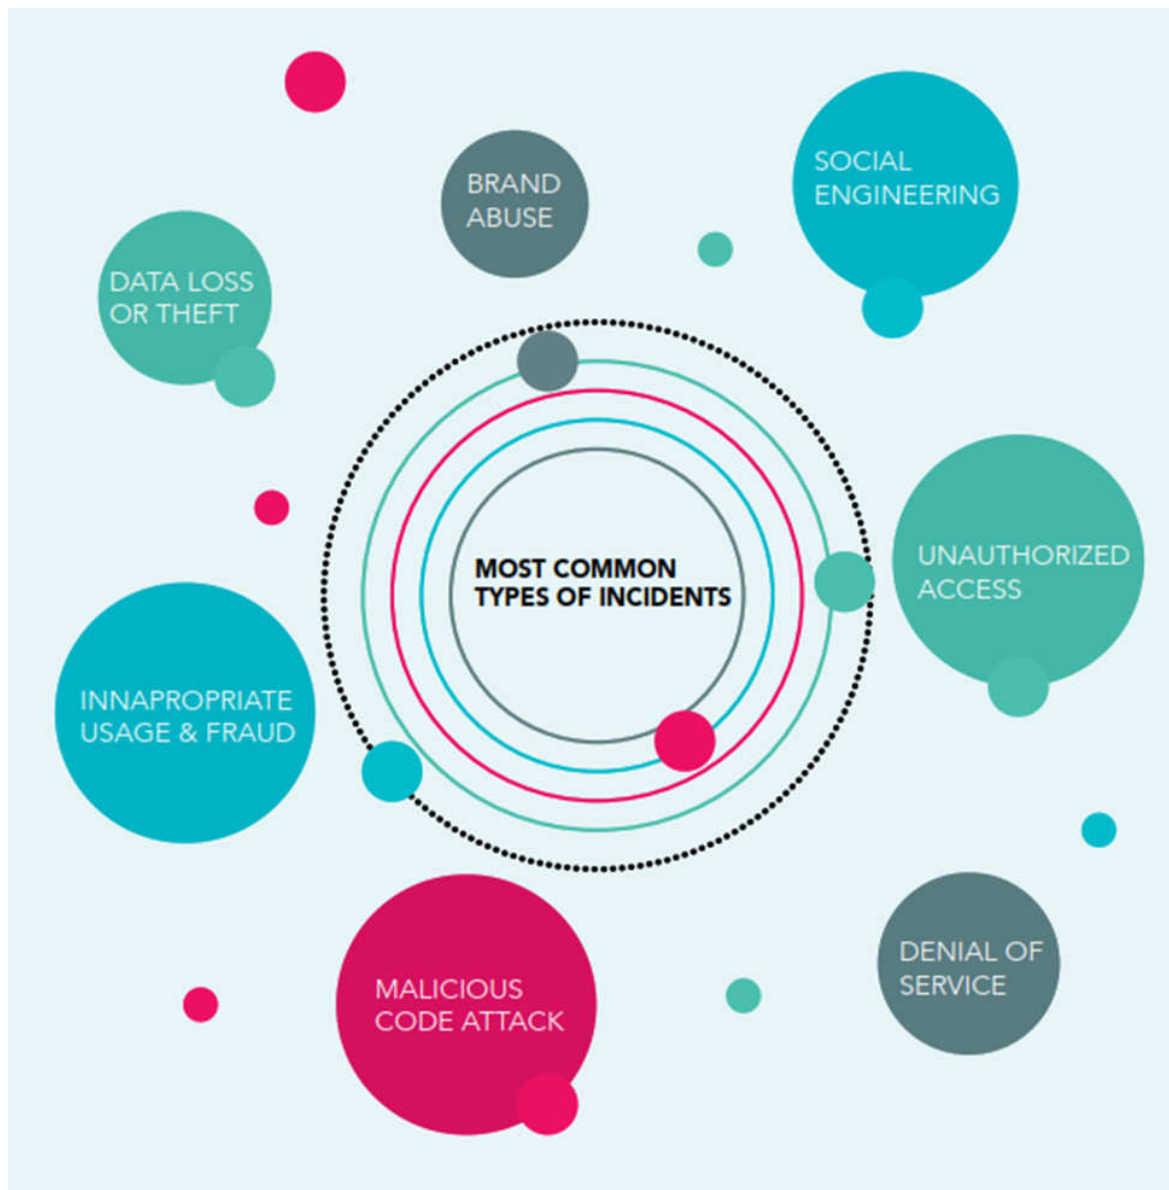 BRAND
ABUSE
SOCIAL
ENGINEERING
DATA LOSS
OR THEFT
MOST COMMON
TYPES OF INCIDENTS
UNAUTHORIZED
ACCESS
INNAPROPRIATE
USAGE & FRAUD
MALICIOUS
CODE ATTACK
DENIAL OF
SERVICE